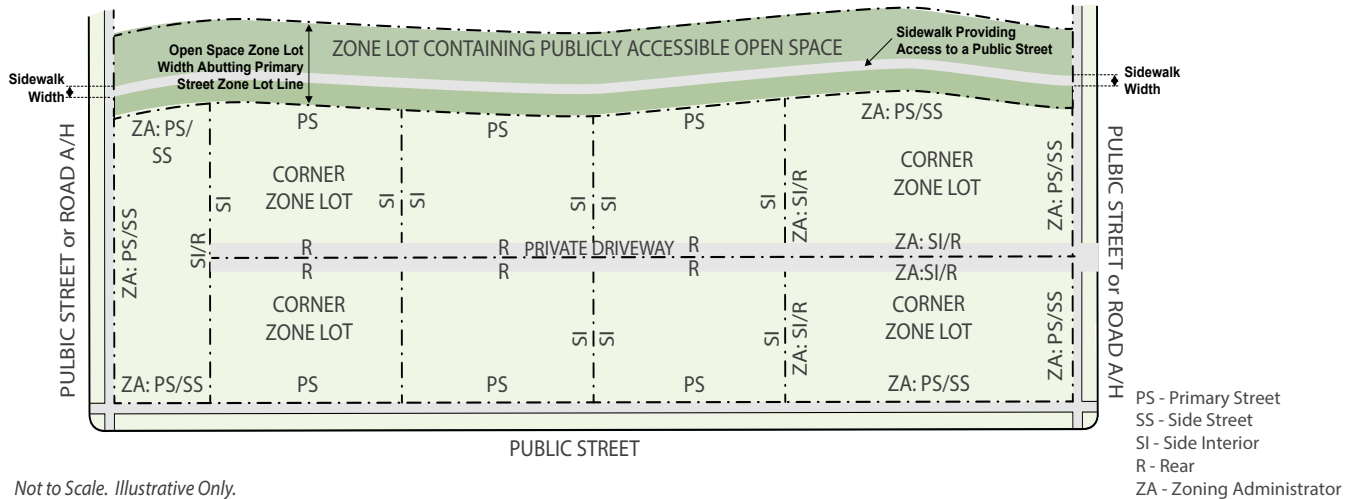 Open Space Zone Lot
Width Abutting Primary
Street Zone Lot Line
ZONE LOT CONTAINING PUBLICLY ACCESSIBLE OPEN SPACE
Sidewalk Providing
Access to a Public Street
Sidewalk
Width
Sidewalk
Width
PULBIC STREET or ROAD A/H
ZA: PS/
SS
PS
PS
PS
ZA: PS/SS
CORNER
ZONE LOT
CORNER
ZONE LOT
ZA: PS/SS
SI/R
SI
SI
SI
SI
SI
SI
ZA: SI/R
ZA: PS/SS
PULBIC STREET or ROAD A/H
R
R
PRIVATE DRIVEWAY
R
ZA: SI/R
R
R
R
ZA:SI/R
CORNER
ZONE LOT
CORNER
ZONE LOT
SI
SI
SI
ZA: SI/R
ZA: PS/SS
ZA: PS/SS
PS
PS
PS
ZA: PS/SS
PUBLIC STREET
PS - Primary Street
SS - Side Street
SI - Side Interior
R - Rear
ZA - Zoning Administrator
Not to Scale. Illustrative Only.